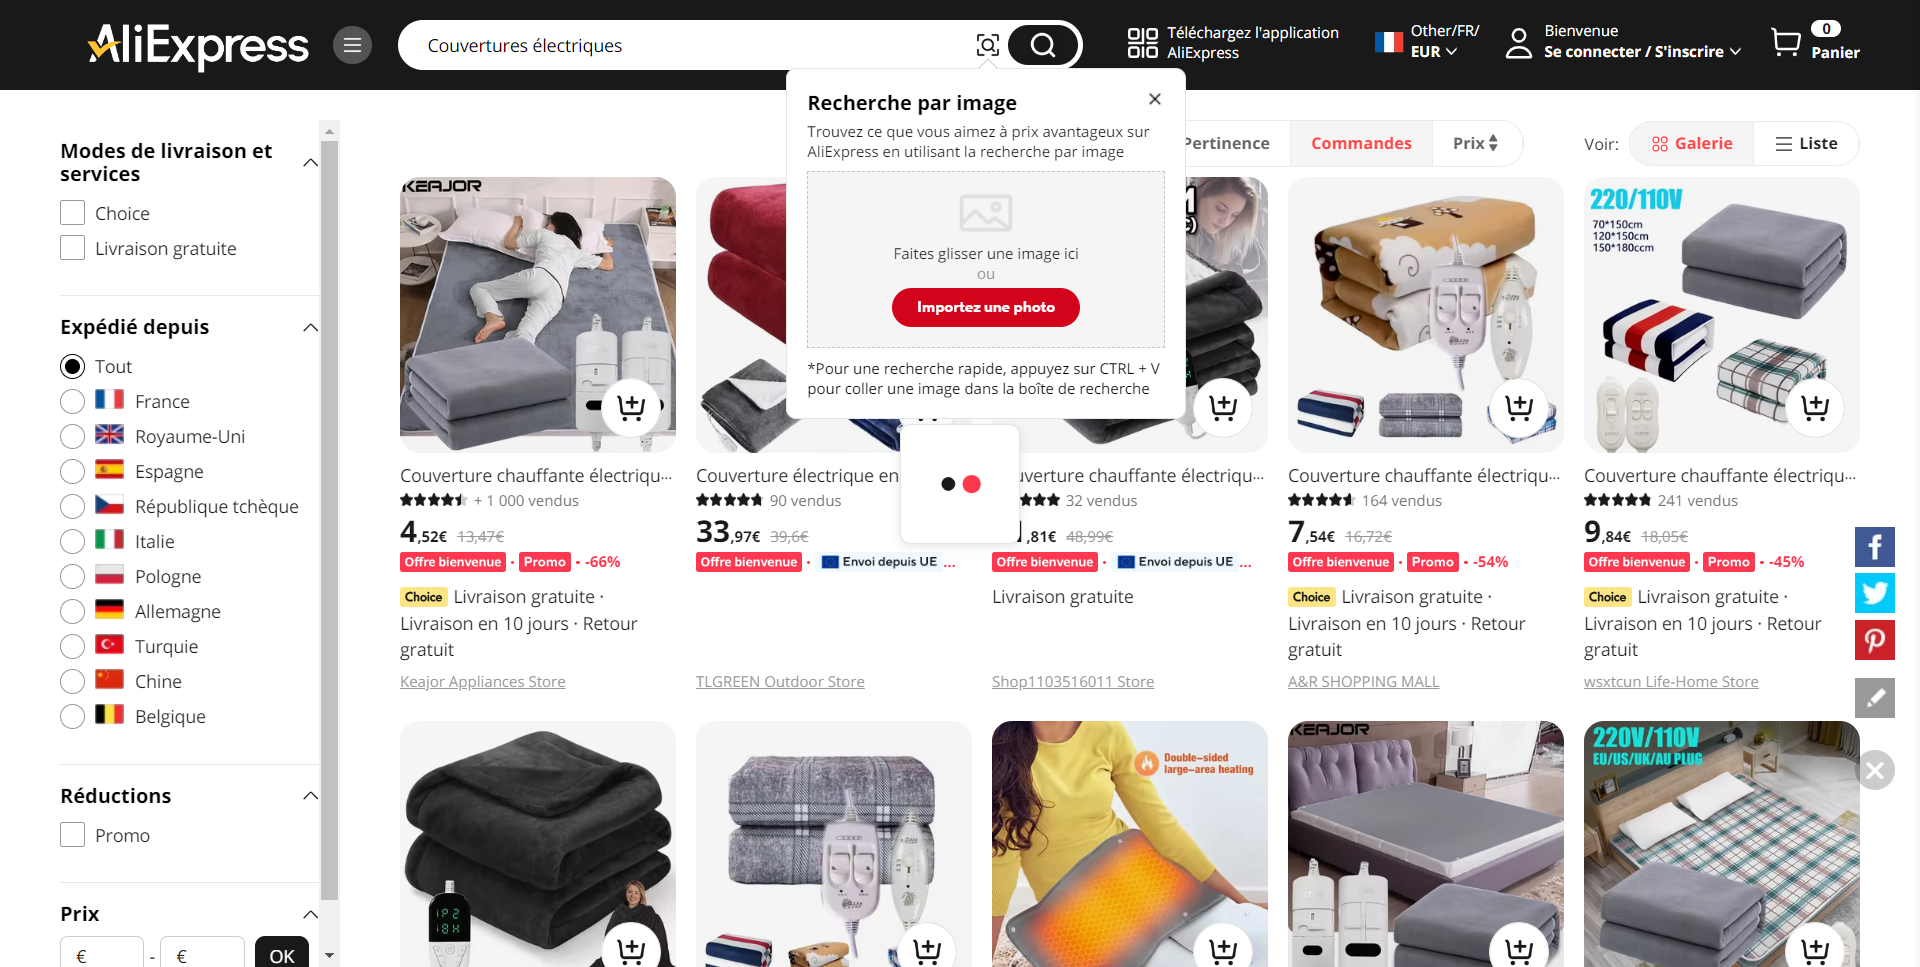 AliExpress
Couvertures électriques
Téléchargez l'application
AliExpress
Other/FR/
EUR
Bienvenue
Se connecter / S'inscrire
0
Panier
Recherche par image
Trouvez ce que vous aimez à prix avantageux sur
AliExpress en utilisant la recherche par image
Faites glisser une image ici
ou
Importez une photo
*Pour une recherche rapide, appuyez sur CTRL + V
pour coller une image dans la boîte de recherche
Pertinence
Commandes
Prix
Voir:
Galerie
Liste
Modes de livraison et
services
Choice
Livraison gratuite
Expédié depuis
Tout
France
Royaume-Uni
Espagne
République tchèque
Italie
Pologne
Allemagne
Turquie
Chine
Belgique
Réductions
Promo
Prix
€ - € OK
KEAJOR
220/110V
70*150cm
120*150cm
150*180ccm
Couverture chauffante électriqu...
+ 1 000 vendus
4,52€ 13,47€
Offre bienvenue · Promo · -66%
Choice Livraison gratuite ·
Livraison en 10 jours · Retour
gratuit
Keajor Appliances Store
Couverture électrique en
90 vendus
33,97€ 39,6€
Offre bienvenue · Envoi depuis UE ...
TLGREEN Outdoor Store
uverture chauffante électriqu...
32 vendus
,81€ 48,99€
Offre bienvenue · Envoi depuis UE ...
Livraison gratuite
Shop1103516011 Store
Couverture chauffante électriqu...
164 vendus
7,54€ 16,72€
Offre bienvenue · Promo · -54%
Choice Livraison gratuite ·
Livraison en 10 jours · Retour
gratuit
A&R SHOPPING MALL
Couverture chauffante électriqu...
241 vendus
9,84€ 18,05€
Offre bienvenue · Promo · -45%
Choice Livraison gratuite ·
Livraison en 10 jours · Retour
gratuit
wsxtcun Life-Home Store
Double-sided
large-area heating
KEAJOR
220V/110V
EU/US/UK/AU PLUG